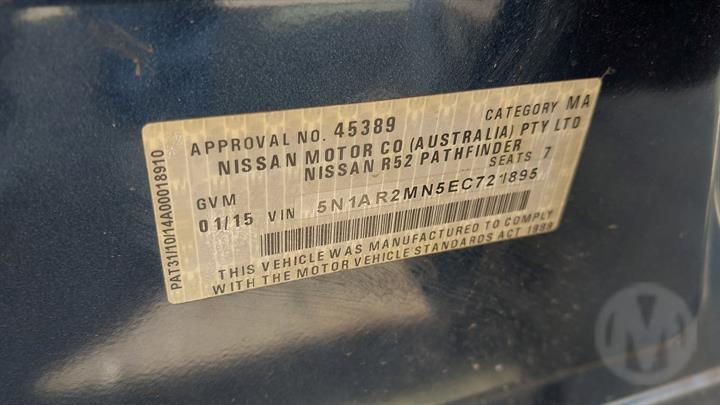 APPROVAL NO. 45389 CATEGORY MA
NISSAN MOTOR CO (AUSTRALIA) PTY LTD
NISSAN R52 PATHFINDER
GVM SEATS 7
01/15 VIN 5N1AR2MN5EC721895
THIS VEHICLE WAS MANUFACTURED TO COMPLY
WITH THE MOTOR VEHICLE STANDARDS ACT 1989
PAT31/10/14A00018910
M